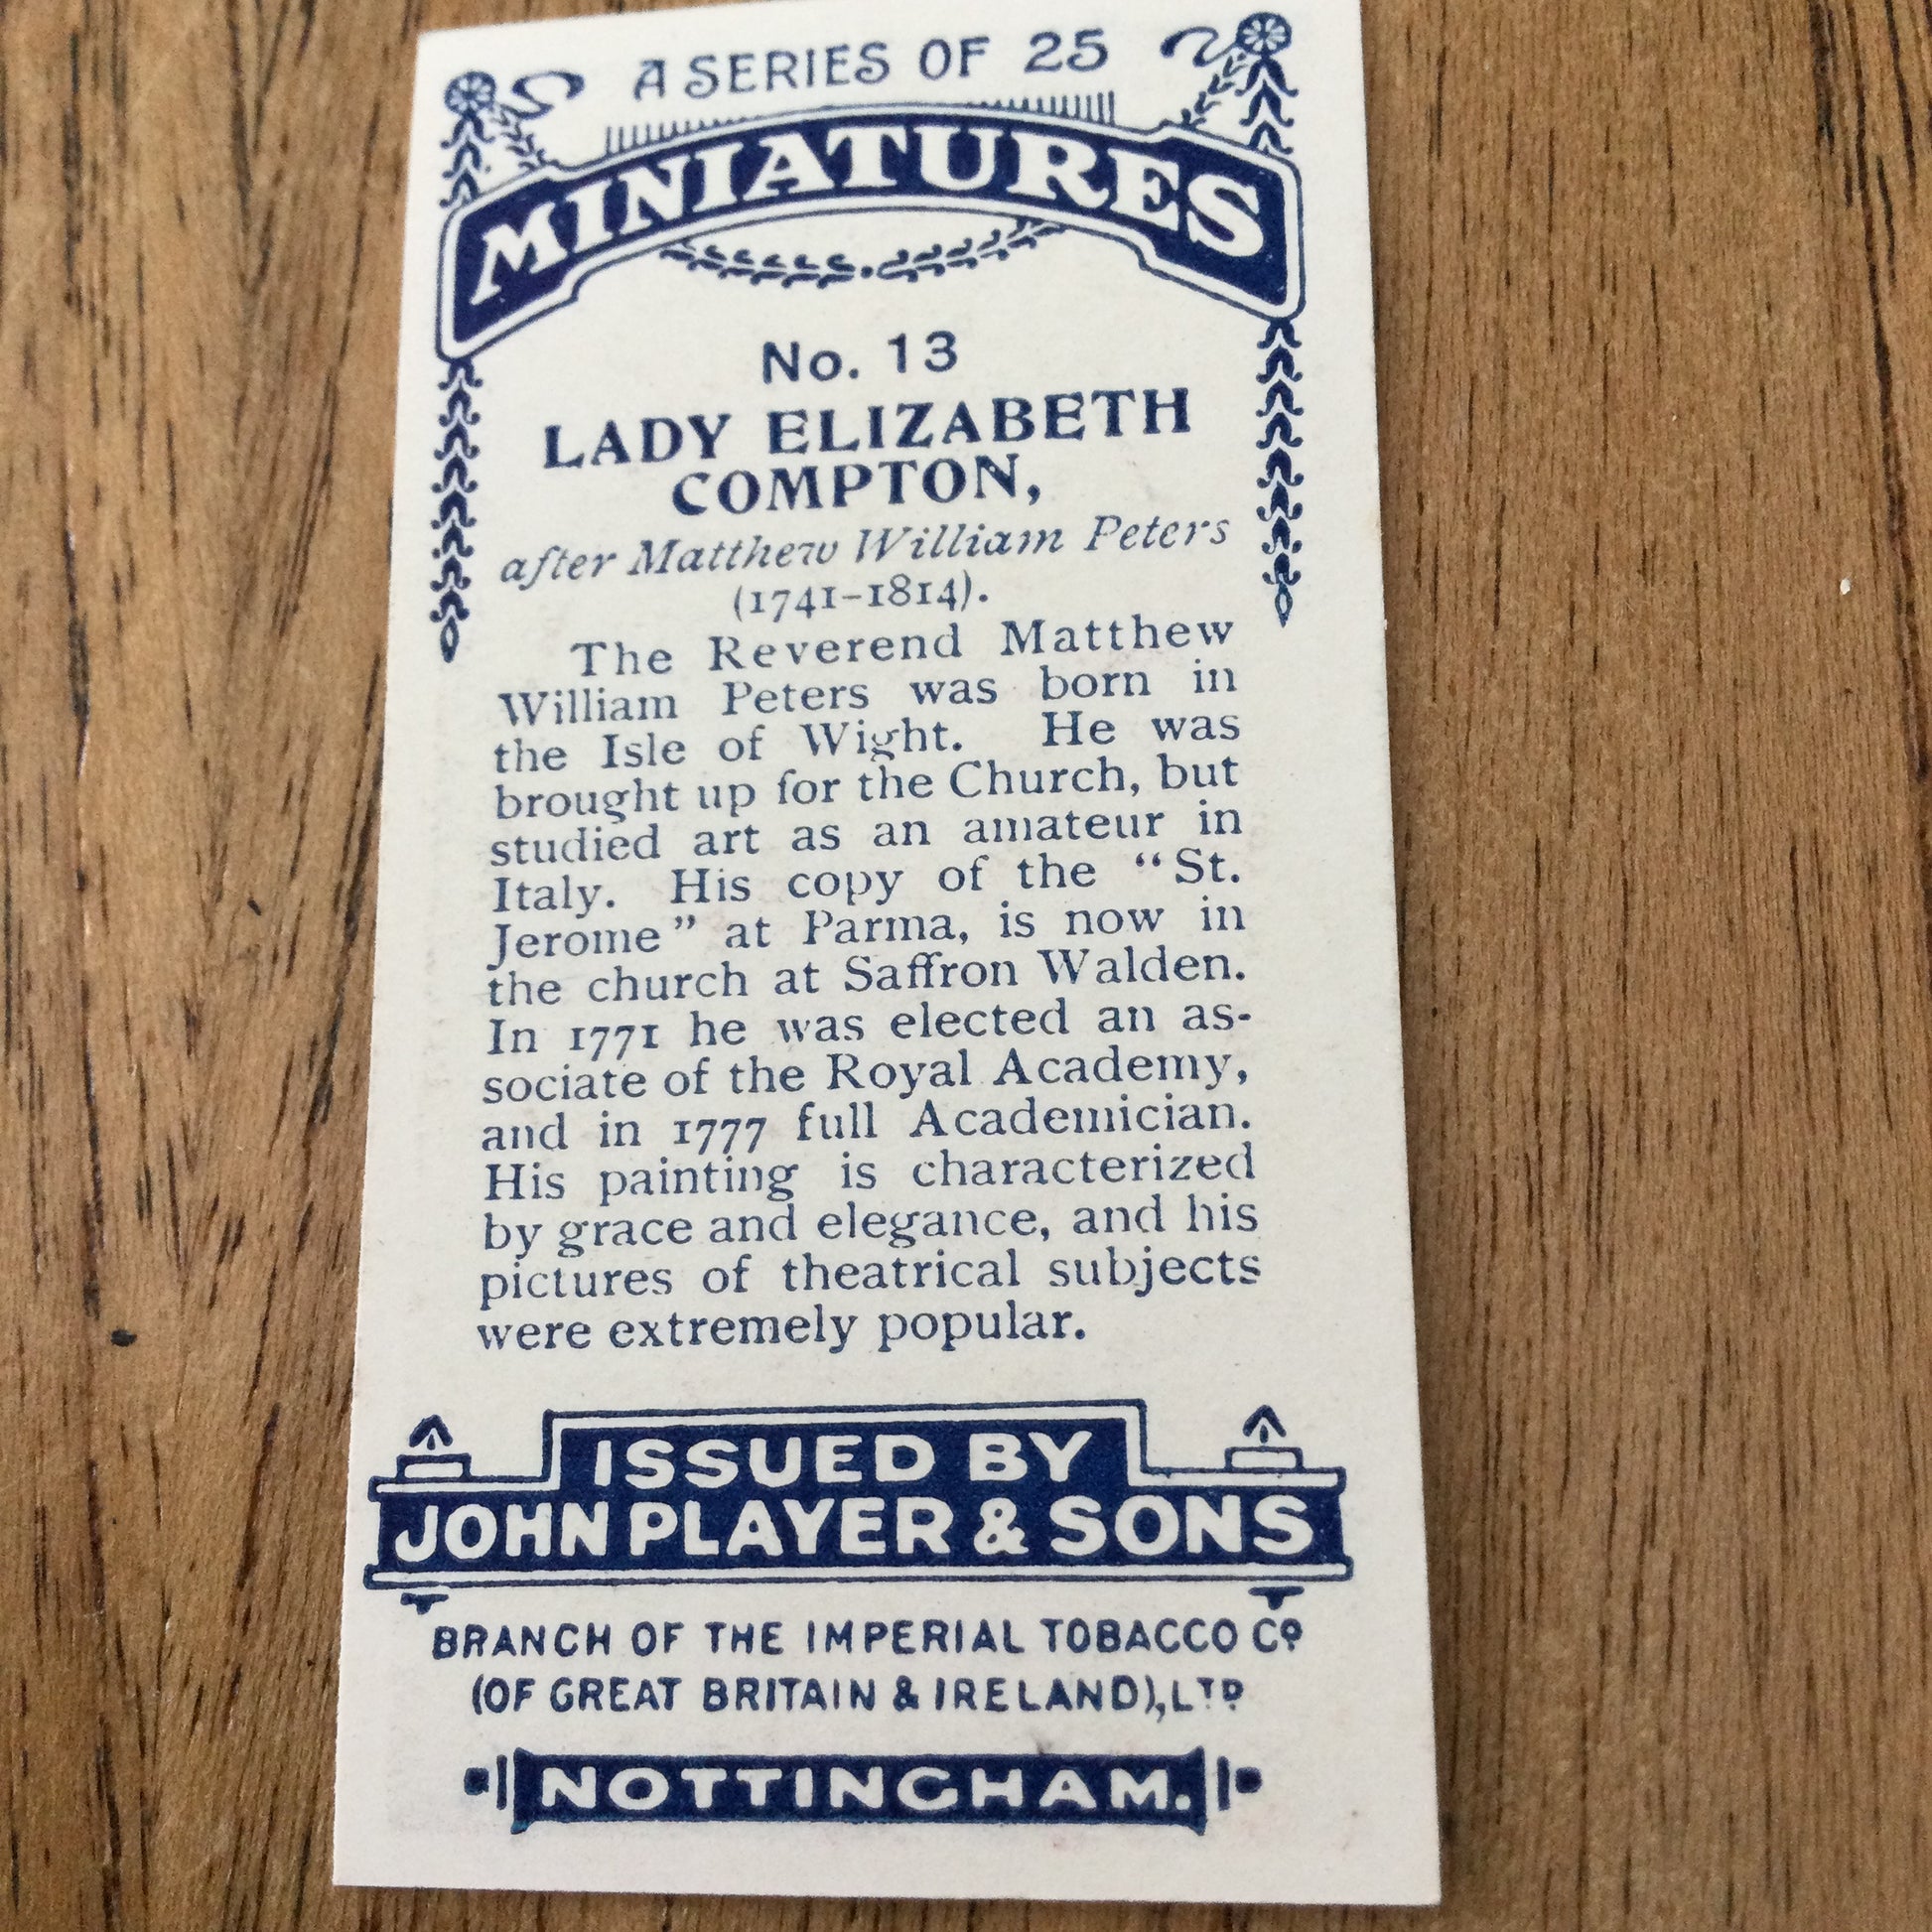 A SERIES OF 25
MINIATURES
No. 13
LADY ELIZABETH
COMPTON,
after Matthew William Peters
(1741–1814).
The Reverend Matthew
William Peters was born in
the Isle of Wight. He was
brought up for the Church, but
studied art as an amateur in
Italy. His copy of the “St.
Jerome” at Parma, is now in
the church at Saffron Walden.
In 1771 he was elected an as-
sociate of the Royal Academy,
and in 1777 full Academician.
His painting is characterized
by grace and elegance, and his
pictures of theatrical subjects
were extremely popular.
ISSUED BY
JOHN PLAYER & SONS
BRANCH OF THE IMPERIAL TOBACCO Cº
(OF GREAT BRITAIN & IRELAND), LTD
NOTTINGHAM.